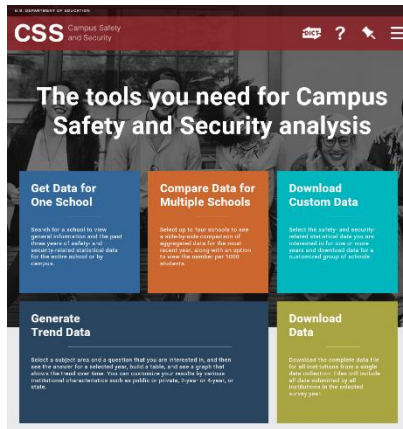 U.S. DEPARTMENT OF EDUCATION
CSS Campus Safety
and Security
DICT
?
The tools you need for Campus
Safety and Security analysis
Get Data for
One School
Search for a school to view
general information and the past
three years of safety- and
security-related statistical data
for the entire school or by
campus.
Compare Data for
Multiple Schools
Select up to four schools to see
a side-by-side comparison of
aggregated data for the most
recent year, along with an option
to view the number per 1000
students.
Download
Custom Data
Select the safety- and security-
related statistical data you are
interested in for one or more
years and download data for a
customized group of schools
Generate
Trend Data
Select a subject area and a question that you are interested in, and then
see the answer for a selected year, build a table, and see a graph that
shows the trend over time. You can customize your results by various
institutional characteristics such as public or private, 2-year or 4-year, or
state.
Download
Data
Download the complete data file
for all institutions from a single
data collection. Files will include
all data submitted by all
institutions in the selected
survey year.